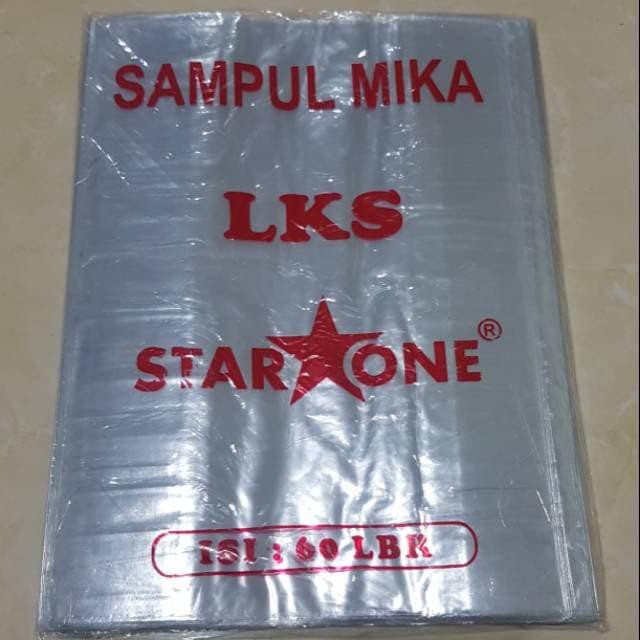 SAMPUL MIKA
LKS
STAR ONE ®
ISI : 60 LBR